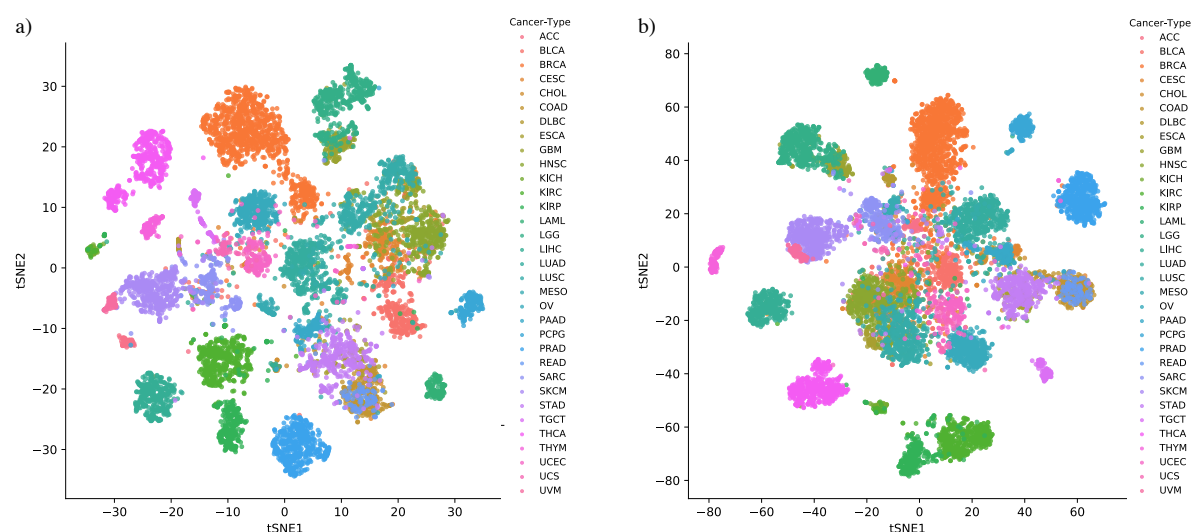 a)
Cancer-Type
ACC
BLCA
BRCA
CESC
CHOL
COAD
DLBC
ESCA
GBM
HNSC
KICH
KIRC
KIRP
LAML
LGG
LIHC
LUAD
LUSC
MESO
OV
PAAD
PCPG
PRAD
READ
SARC
SKCM
STAD
TGCT
THCA
THYM
UCEC
UCS
UVM
30
20
10
0
−10
−20
−30
tSNE2
−30 −20 −10 0 10 20 30
tSNE1
b)
Cancer-Type
ACC
BLCA
BRCA
CESC
CHOL
COAD
DLBC
ESCA
GBM
HNSC
KICH
KIRC
KIRP
LAML
LGG
LIHC
LUAD
LUSC
MESO
OV
PAAD
PCPG
PRAD
READ
SARC
SKCM
STAD
TGCT
THCA
THYM
UCEC
UCS
UVM
80
60
40
20
0
−20
−40
−60
−80
tSNE2
−80 −60 −40 −20 0 20 40 60
tSNE1